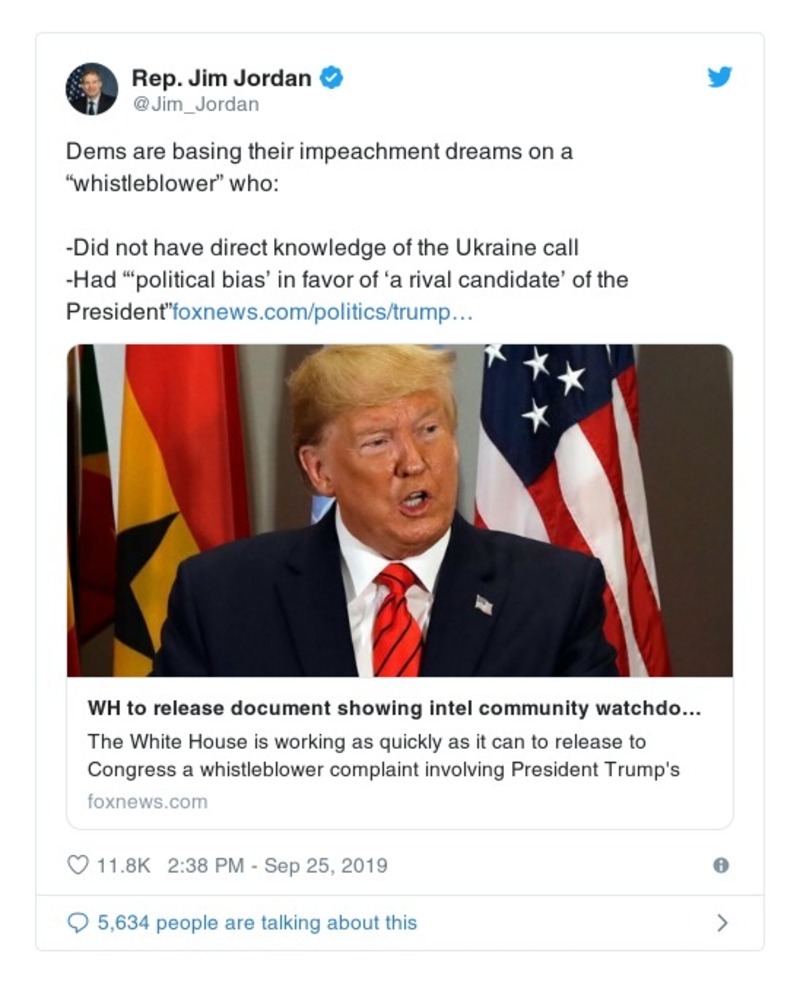 Rep. Jim Jordan
@Jim_Jordan
Dems are basing their impeachment dreams on a
“whistleblower” who:
-Did not have direct knowledge of the Ukraine call
-Had “‘political bias’ in favor of ‘a rival candidate’ of the
President”foxnews.com/politics/trump…
WH to release document showing intel community watchdo…
The White House is working as quickly as it can to release to
Congress a whistleblower complaint involving President Trump's
foxnews.com
11.8K 2:38 PM - Sep 25, 2019
5,634 people are talking about this